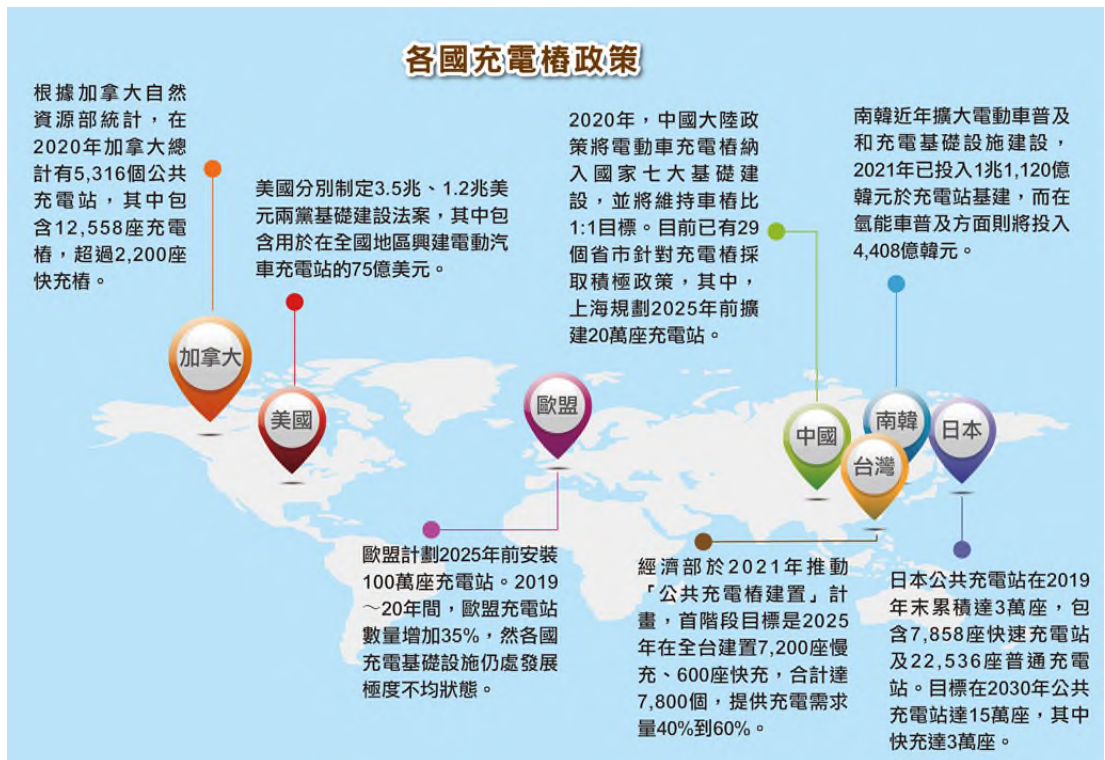 各國充電樁政策
根據加拿大自然
資源部統計，在
2020年加拿大總
計有5,316個公共
充電站，其中包
含12,558座充電
樁，超過2,200座
快充樁。
美國分別制定3.5兆、1.2兆美
元兩黨基礎建設法案，其中包
含用於在全國地區興建電動汽
車充電站的75億美元。
2020年，中國大陸政
策將電動車充電樁納
入國家七大基礎建
設，並將維持車樁比
1:1目標。目前已有29
個省市針對充電樁採
取積極政策，其中，
上海規劃2025年前擴
建20萬座充電站。
南韓近年擴大電動車普及
和充電基礎設施建設，
2021年已投入1兆1,120億
韓元於充電站基建，而在
氫能車普及方面則將投入
4,408億韓元。
加拿大
美國
歐盟
中國
南韓
台灣
日本
歐盟計劃2025年前安裝
100萬座充電站。2019
～20年間，歐盟充電站
數量增加35%，然各國
充電基礎設施仍處發展
極度不均狀態。
經濟部於2021年推動
「公共充電樁建置」計
畫，首階段目標是2025
年在全台建置7,200座慢
充、600座快充，合計達
7,800個，提供充電需求
量40%到60%。
日本公共充電站在2019
年末累積達3萬座，包
含7,858座快速充電站
及22,536座普通充電
站。目標在2030年公共
充電站達15萬座，其中
快充達3萬座。